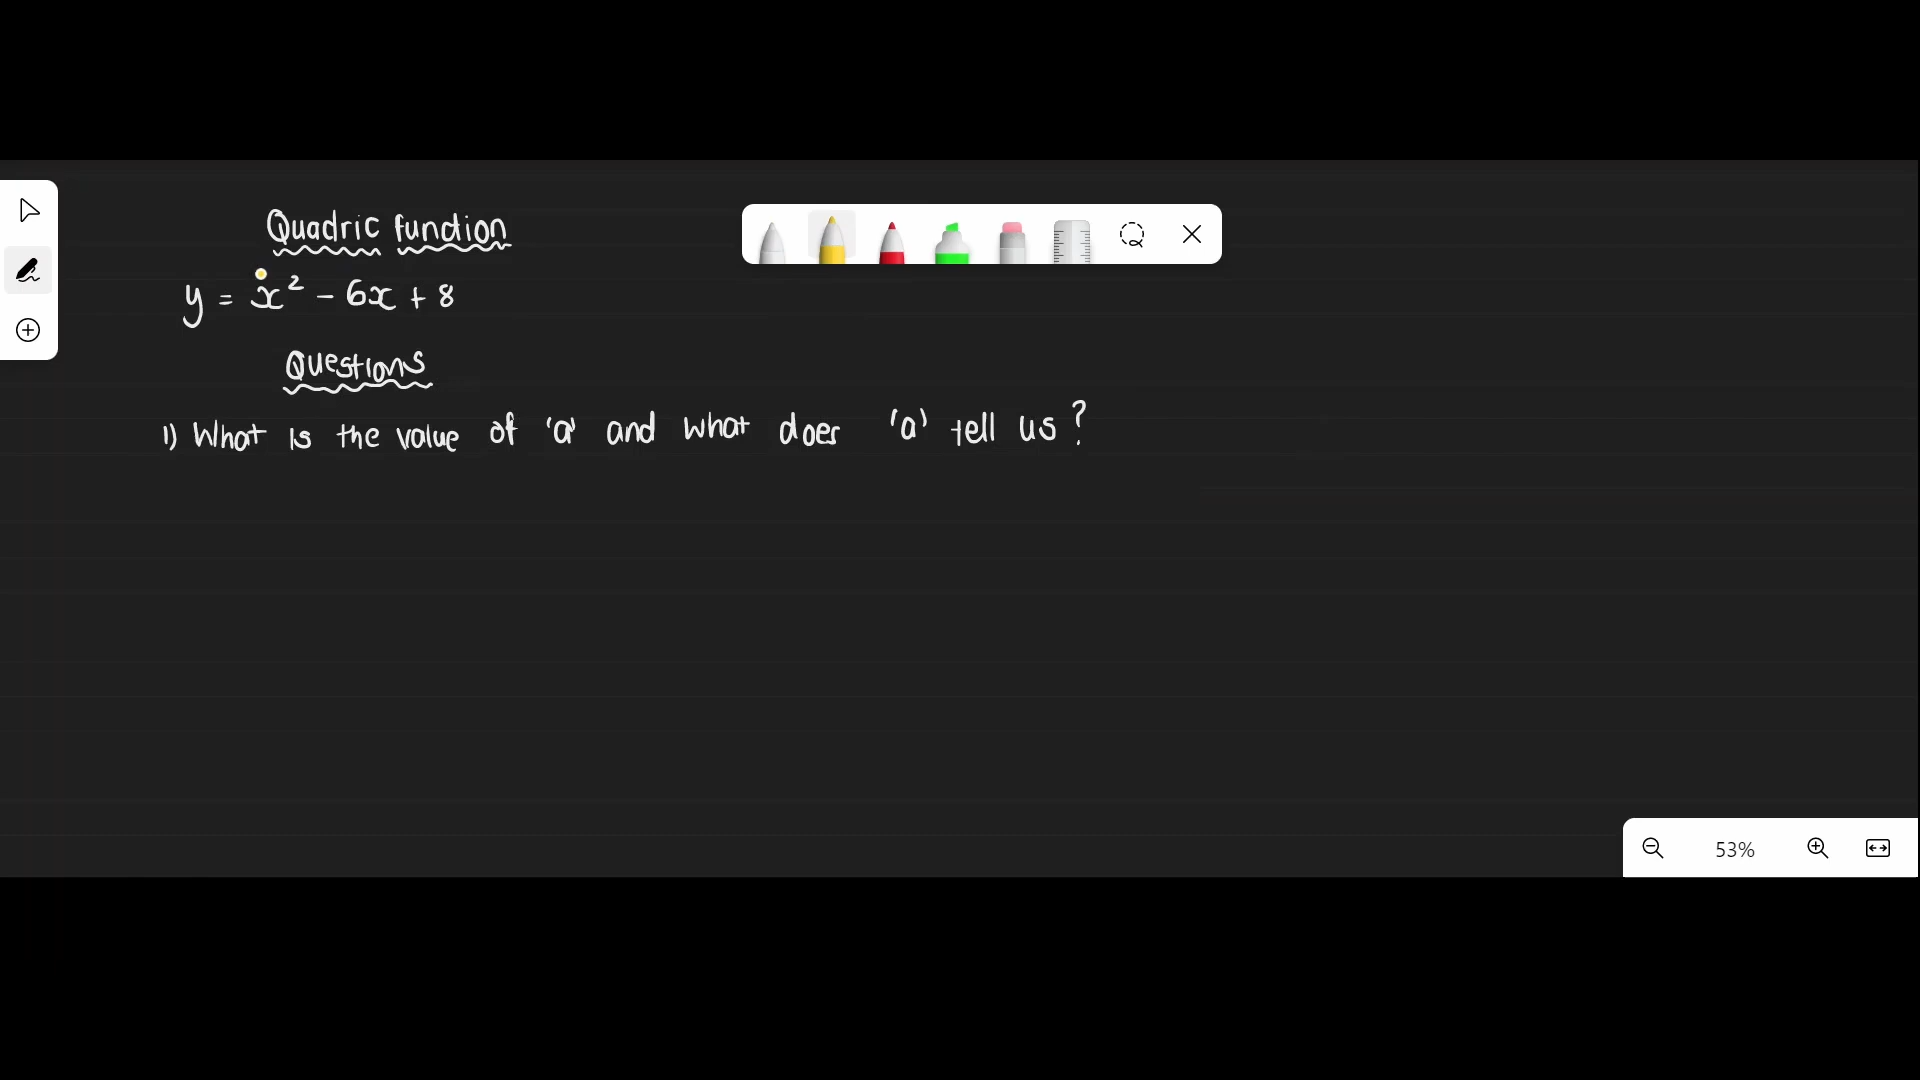 Quadric function
y = x² - 6x + 8
Questions
1) What is the value of 'a' and what does 'a' tell us?
53%